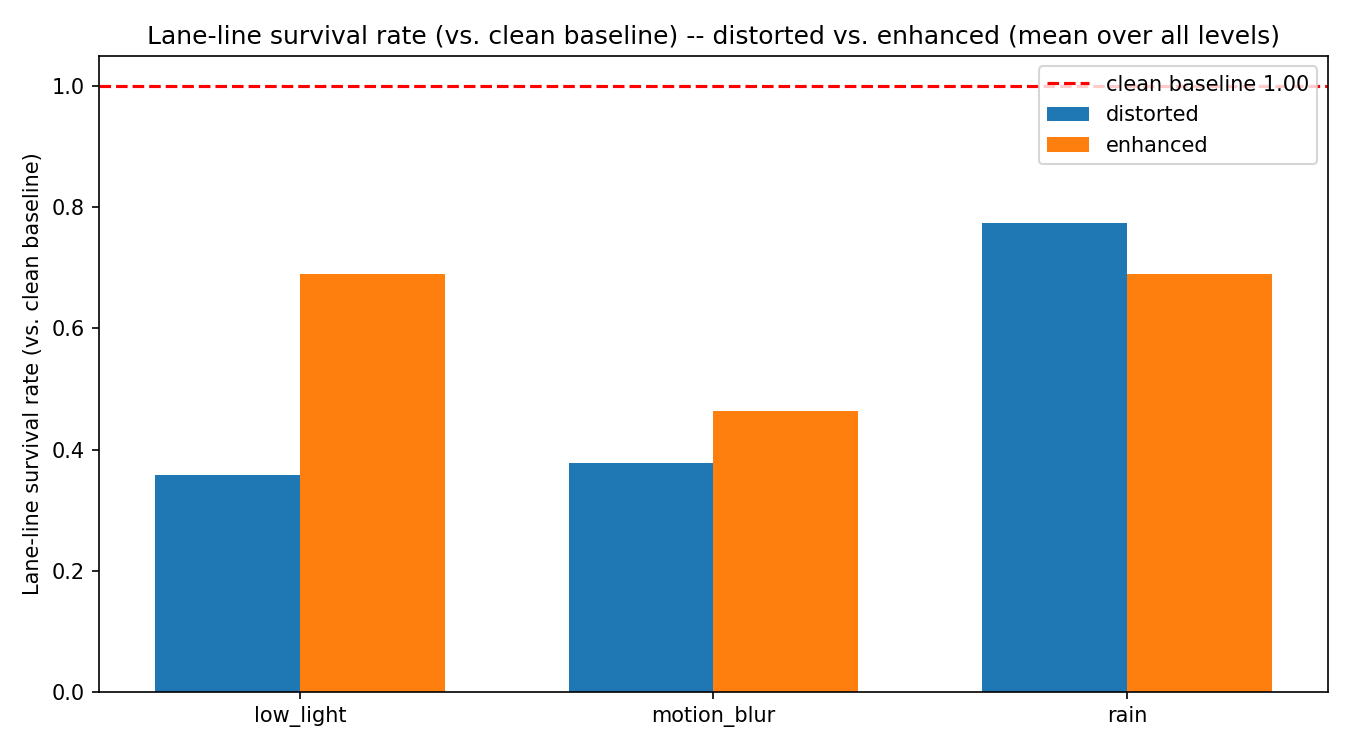 Lane-line survival rate (vs. clean baseline) -- distorted vs. enhanced (mean over all levels)
Lane-line survival rate (vs. clean baseline)
1.0
0.8
0.6
0.4
0.2
0.0
clean baseline 1.00
distorted
enhanced
low_light
motion_blur
rain